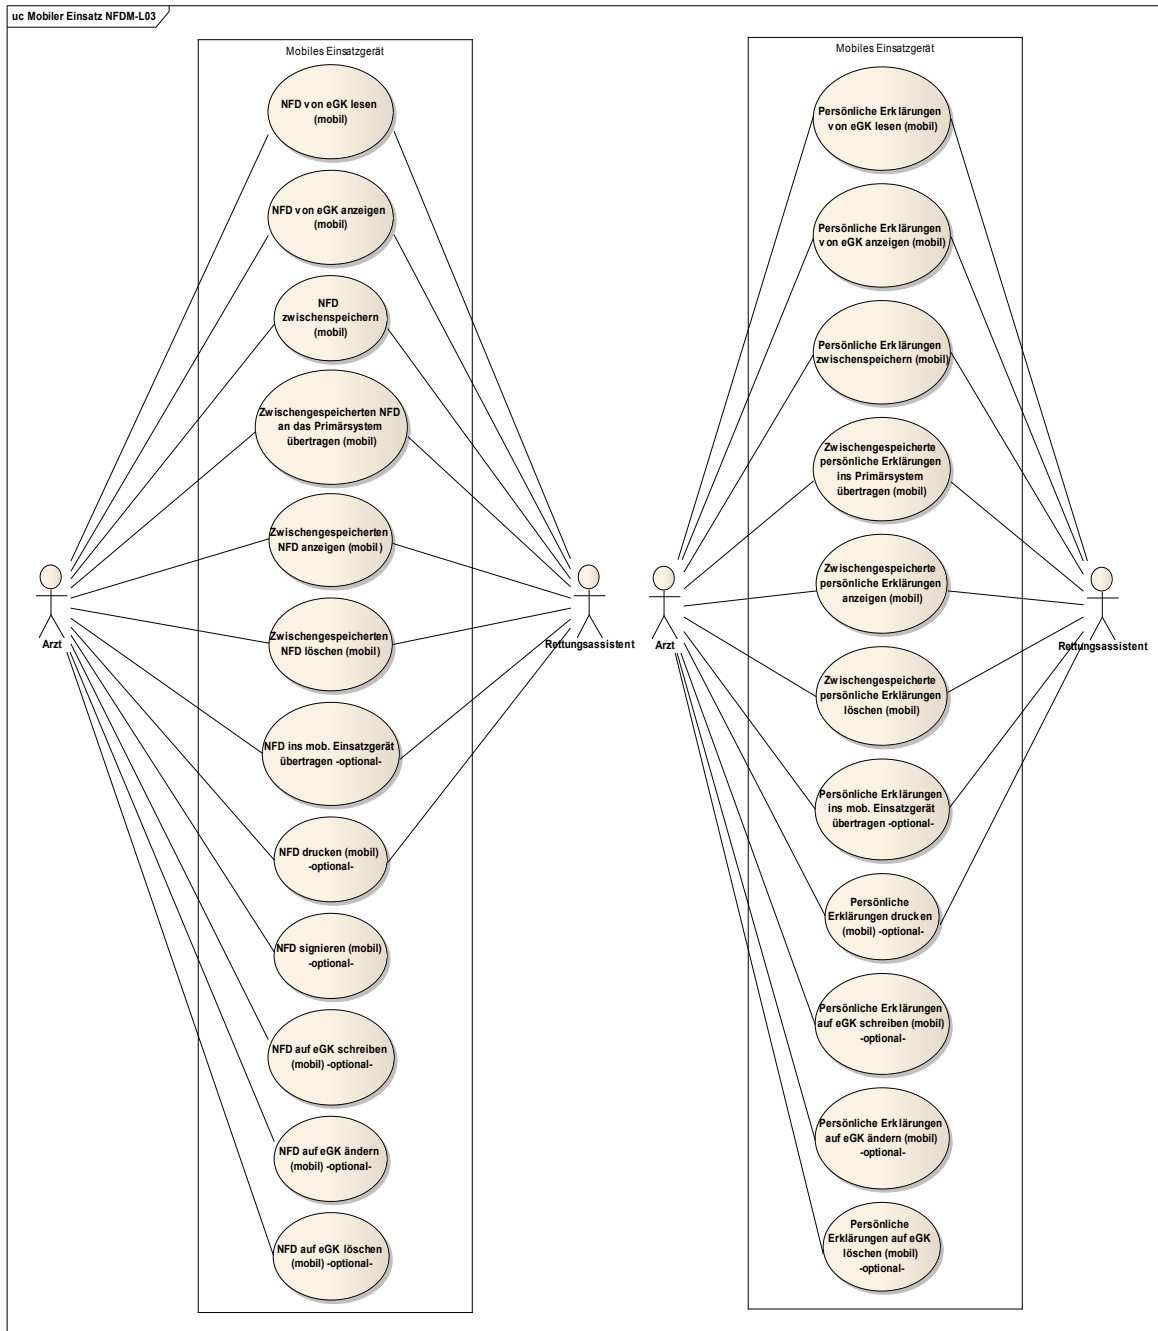 uc Mobiler Einsatz NFDM-L03
Mobiles Einsatzgerät
NFD von eGK lesen
(mobil)
NFD von eGK anzeigen
(mobil)
NFD
zwischenspeichern
(mobil)
Zwischengespeicherten NFD
an das Primärsystem
übertragen (mobil)
Zwischengespeicherten
NFD anzeigen (mobil)
Zwischengespeicherten
NFD löschen (mobil)
NFD ins mob. Einsatzgerät
übertragen -optional-
NFD drucken (mobil)
-optional-
NFD signieren (mobil)
-optional-
NFD auf eGK schreiben
(mobil) -optional-
NFD auf eGK ändern
(mobil) -optional-
NFD auf eGK löschen
(mobil) -optional-
Arzt
Rettungsassistent
Mobiles Einsatzgerät
Persönliche Erklärungen
von eGK lesen (mobil)
Persönliche Erklärungen
von eGK anzeigen (mobil)
Persönliche Erklärungen
zwischenspeichern (mobil)
Zwischengespeicherte
persönliche Erklärungen
ins Primärsystem
übertragen (mobil)
Zwischengespeicherte
persönliche Erklärungen
anzeigen (mobil)
Zwischengespeicherte
persönliche Erklärungen
löschen (mobil)
Persönliche Erklärungen
ins mob. Einsatzgerät
übertragen -optional-
Persönliche
Erklärungen drucken
(mobil) -optional-
Persönliche Erklärungen
auf eGK schreiben (mobil)
-optional-
Persönliche Erklärungen
auf eGK ändern (mobil)
-optional-
Persönliche
Erklärungen auf eGK
löschen (mobil)
-optional-
Arzt
Rettungsassistent